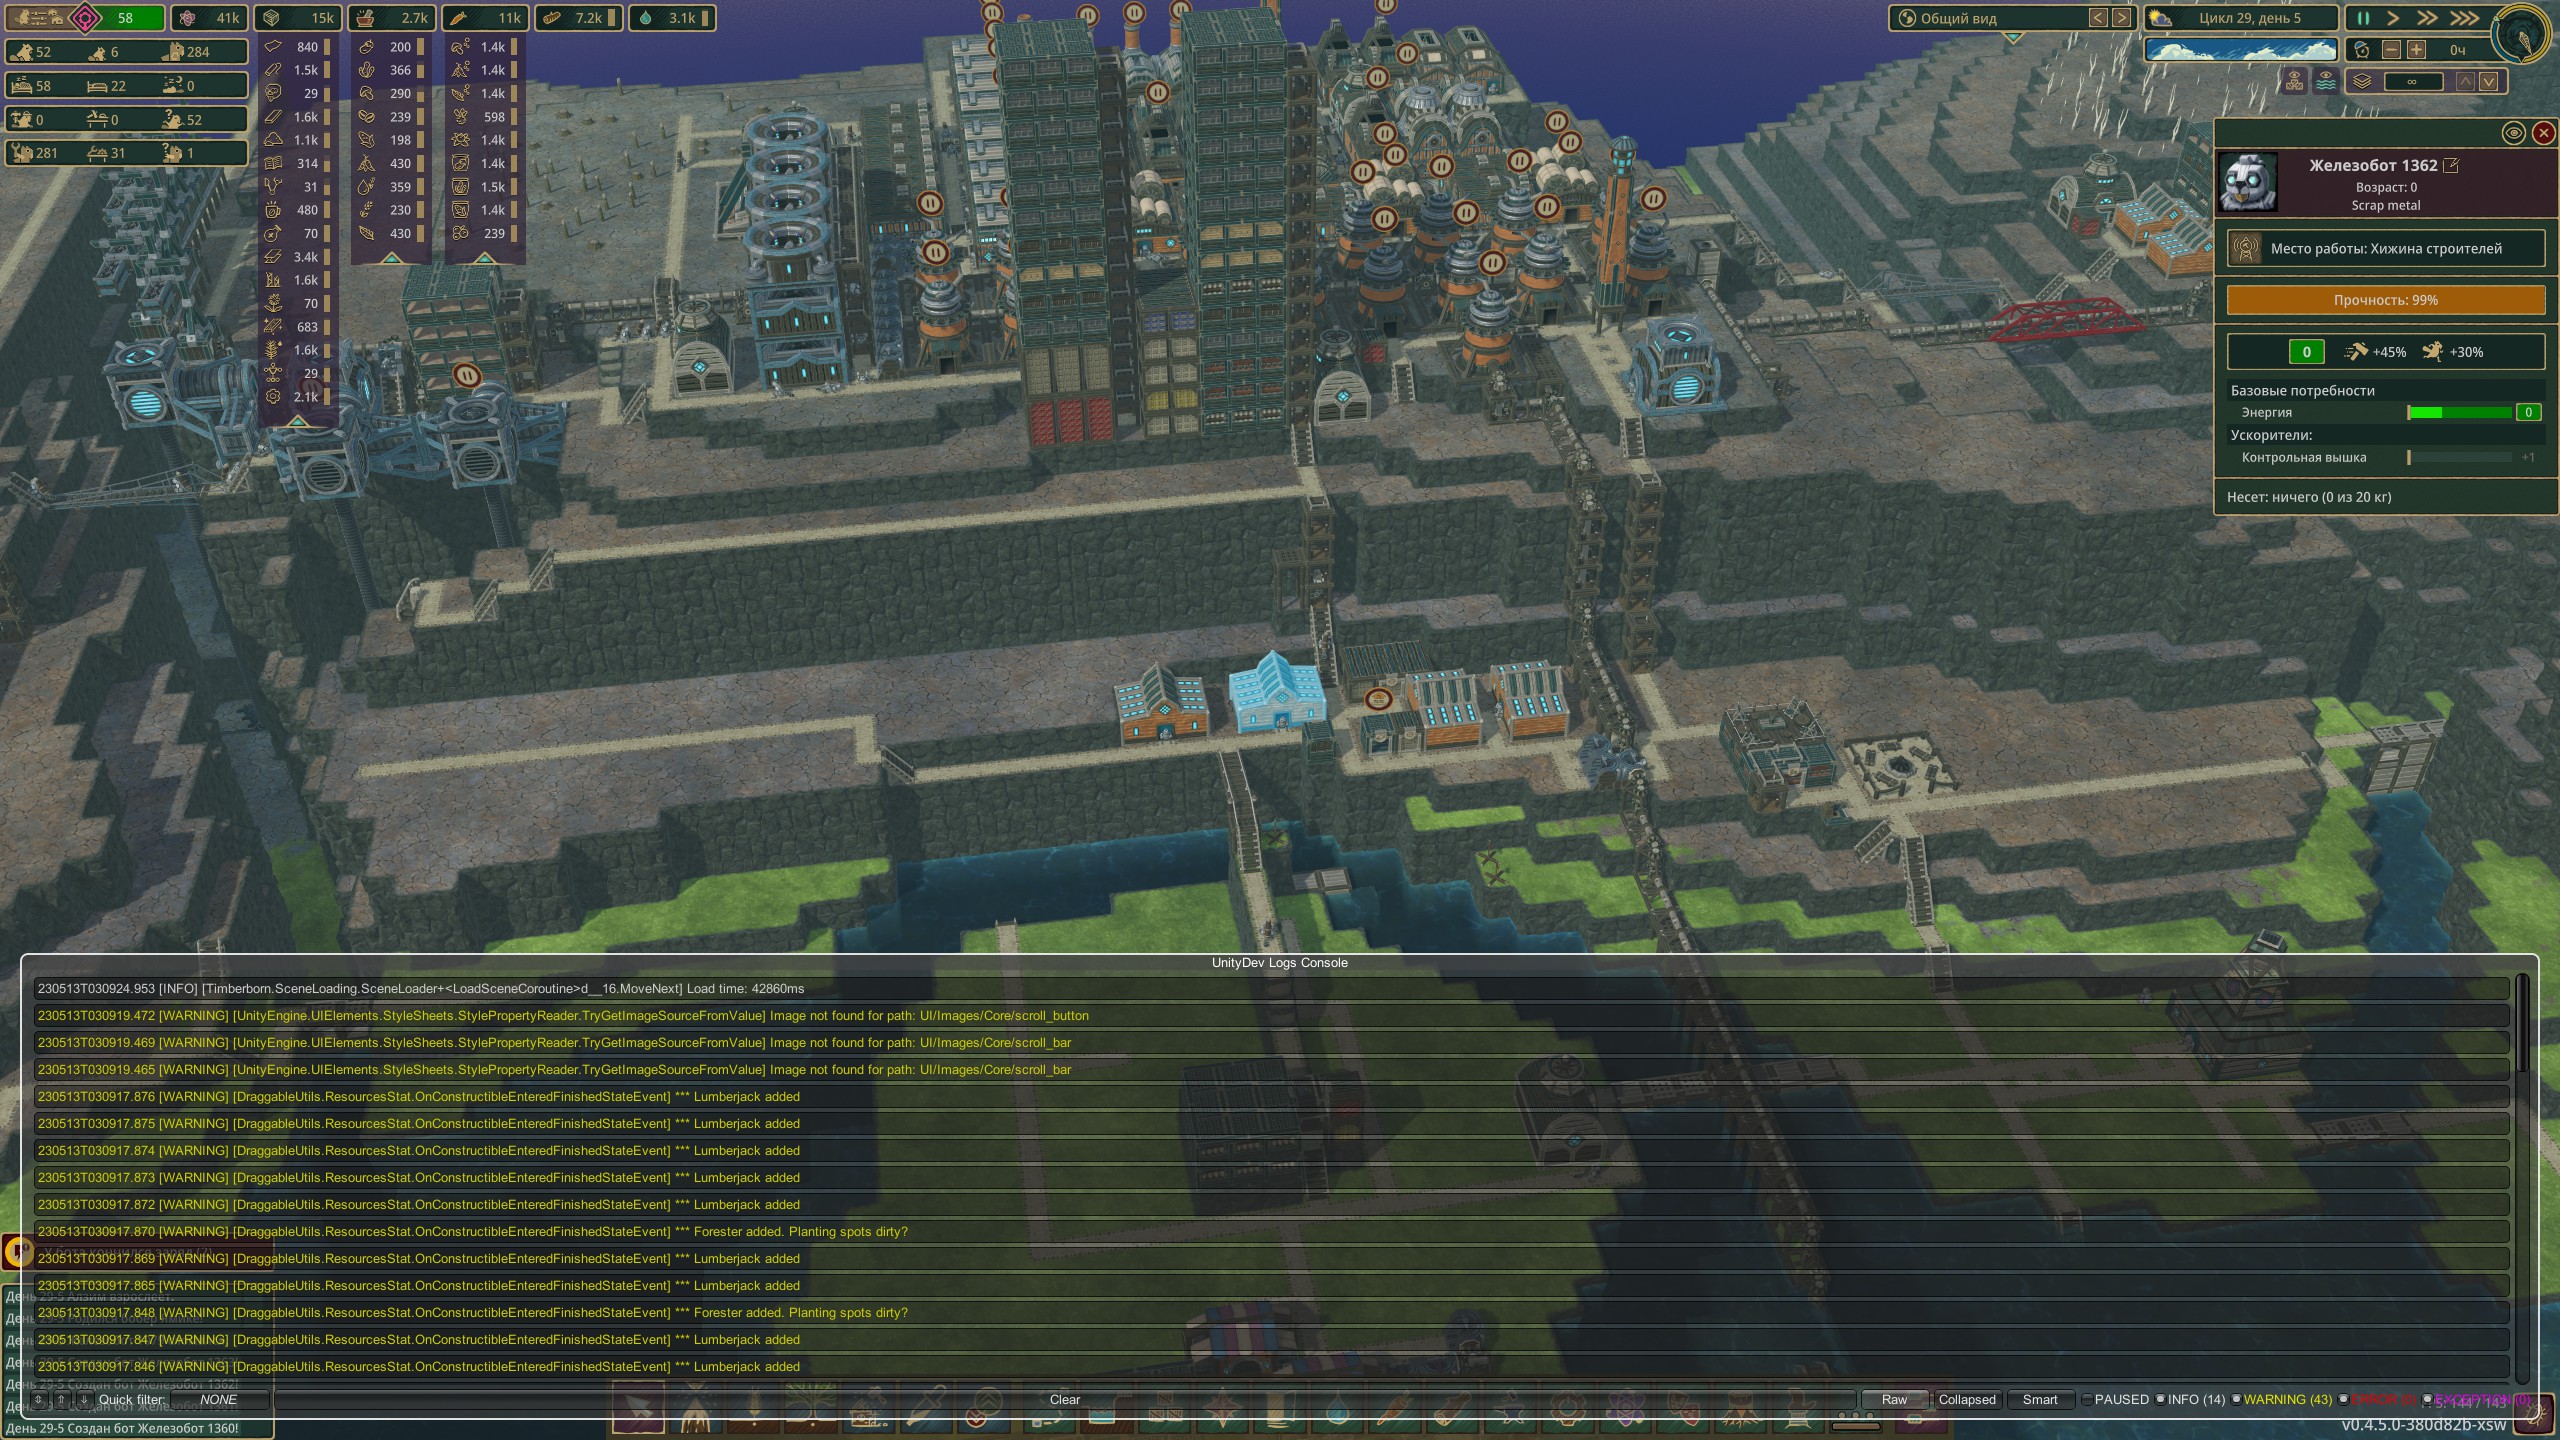 58
41k
15k
2.7k
11k
7.2k
3.1k
Общий вид
Цикл 29, день 5
0ч
∞
52 6 284
58 22 0
0 0 52
281 31 1
840
1.5k
29
1.6k
1.1k
314
31
480
70
3.4k
1.6k
70
683
1.6k
29
2.1k
200
366
290
239
198
430
359
230
430
1.4k
1.4k
1.4k
598
1.4k
1.4k
1.5k
1.4k
239
Железобот 1362
Возраст: 0
Scrap metal
Место работы: Хижина строителей
Прочность: 99%
0 +45% +30%
Базовые потребности
Энергия 0
Ускорители:
Контрольная вышка +1
Несет: ничего (0 из 20 кг)
UnityDev Logs Console
230513T030924.953 [INFO] [Timberborn.SceneLoading.SceneLoader+<LoadSceneCoroutine>d__16.MoveNext] Load time: 42860ms
230513T030919.472 [WARNING] [UnityEngine.UIElements.StyleSheets.StylePropertyReader.TryGetImageSourceFromValue] Image not found for path: UI/Images/Core/scroll_button
230513T030919.469 [WARNING] [UnityEngine.UIElements.StyleSheets.StylePropertyReader.TryGetImageSourceFromValue] Image not found for path: UI/Images/Core/scroll_bar
230513T030919.465 [WARNING] [UnityEngine.UIElements.StyleSheets.StylePropertyReader.TryGetImageSourceFromValue] Image not found for path: UI/Images/Core/scroll_bar
230513T030917.876 [WARNING] [DraggableUtils.ResourcesStat.OnConstructibleEnteredFinishedStateEvent] *** Lumberjack added
230513T030917.875 [WARNING] [DraggableUtils.ResourcesStat.OnConstructibleEnteredFinishedStateEvent] *** Lumberjack added
230513T030917.874 [WARNING] [DraggableUtils.ResourcesStat.OnConstructibleEnteredFinishedStateEvent] *** Lumberjack added
230513T030917.873 [WARNING] [DraggableUtils.ResourcesStat.OnConstructibleEnteredFinishedStateEvent] *** Lumberjack added
230513T030917.872 [WARNING] [DraggableUtils.ResourcesStat.OnConstructibleEnteredFinishedStateEvent] *** Lumberjack added
230513T030917.870 [WARNING] [DraggableUtils.ResourcesStat.OnConstructibleEnteredFinishedStateEvent] *** Forester added. Planting spots dirty?
230513T030917.869 [WARNING] [DraggableUtils.ResourcesStat.OnConstructibleEnteredFinishedStateEvent] *** Lumberjack added
230513T030917.865 [WARNING] [DraggableUtils.ResourcesStat.OnConstructibleEnteredFinishedStateEvent] *** Lumberjack added
230513T030917.848 [WARNING] [DraggableUtils.ResourcesStat.OnConstructibleEnteredFinishedStateEvent] *** Forester added. Planting spots dirty?
230513T030917.847 [WARNING] [DraggableUtils.ResourcesStat.OnConstructibleEnteredFinishedStateEvent] *** Lumberjack added
230513T030917.846 [WARNING] [DraggableUtils.ResourcesStat.OnConstructibleEnteredFinishedStateEvent] *** Lumberjack added
День 29-5 Создан бот Железобот 1362!
Quick filter: NONE Clear Raw Collapsed Smart PAUSED INFO (14) WARNING (43) ERROR (0) EXCEPTION (0)
День 29-5 Создан бот Железобот 1360!
v0.4.5.0-380d82b-xsw